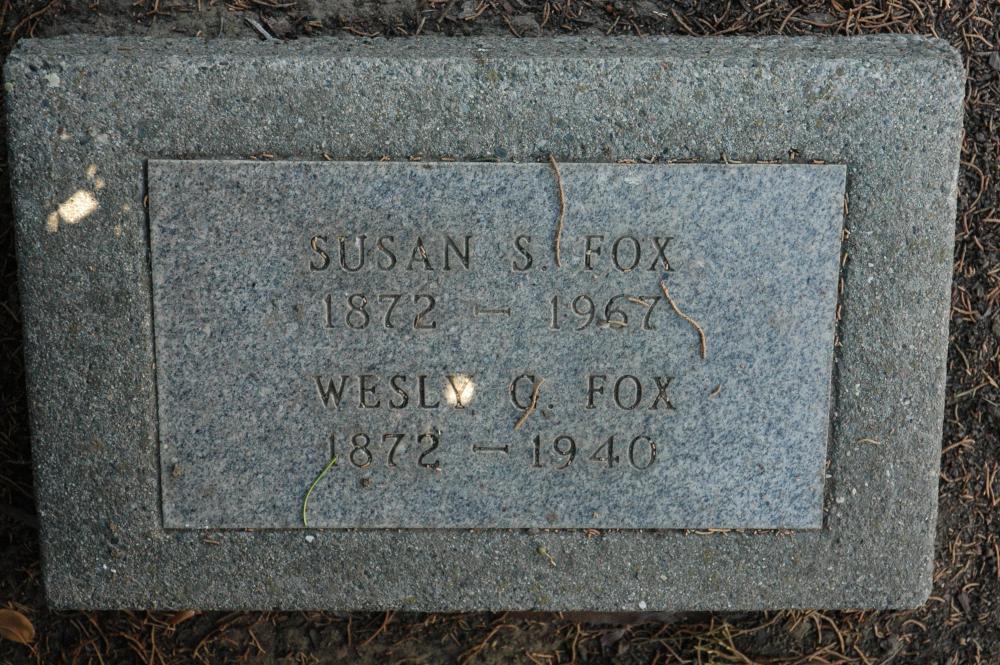 SUSAN S. FOX
1872 – 1967
WESLY G. FOX
1872 – 1940